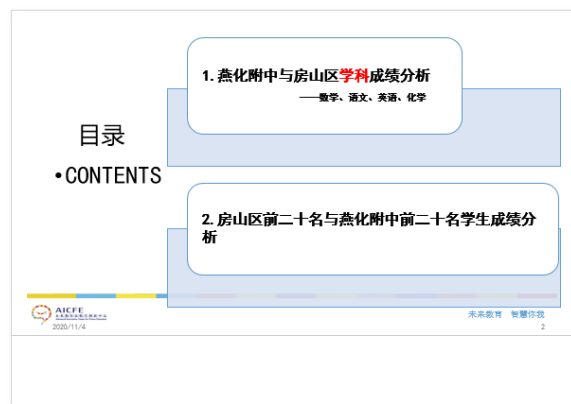 1. 燕化附中与房山区学科成绩分析
——数学、语文、英语、化学
目录
•CONTENTS
2. 房山区前二十名与燕化附中前二十名学生成绩分
析
AICFE
未来教育 智慧你我
2020/11/4
2